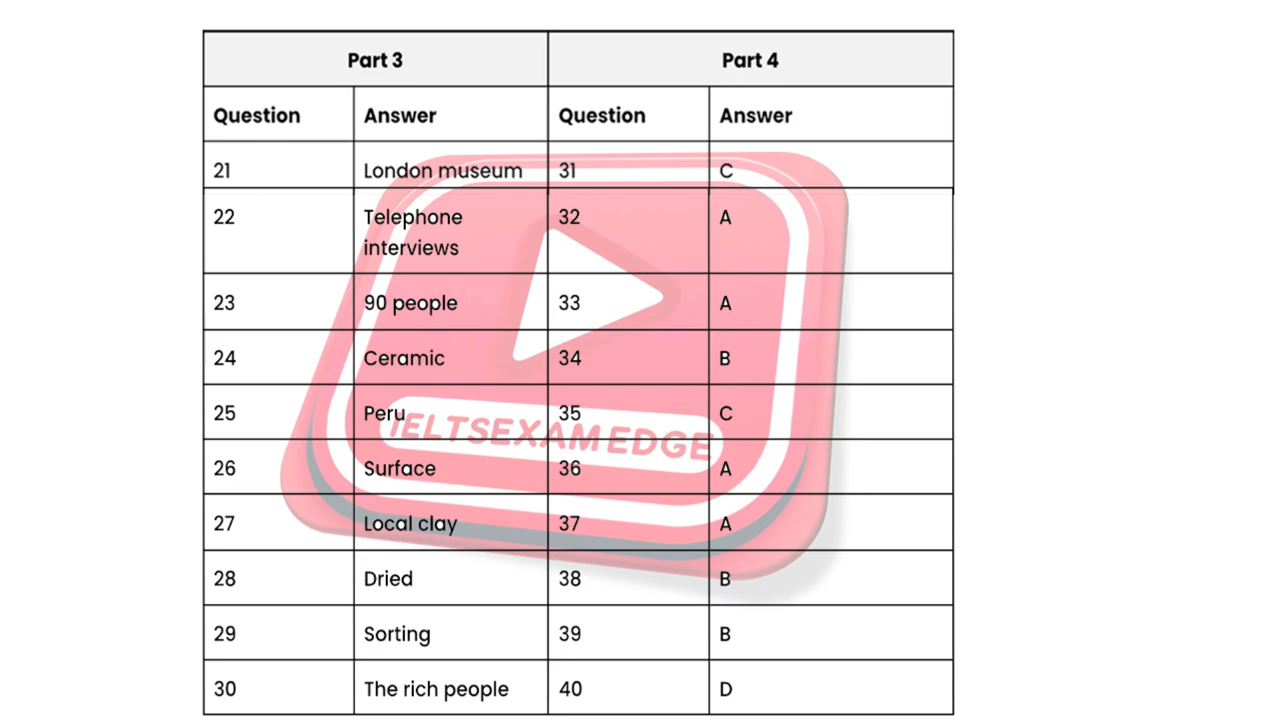 Part 3 Part 4
Question Answer Question Answer
21 London museum 31 C
22 Telephone 32 A
interviews
23 90 people 33 A
24 Ceramic 34 B
25 Peru 35 C
IELTSEXAM EDGE
26 Surface 36 A
27 Local clay 37 A
28 Dried 38 B
29 Sorting 39 B
30 The rich people 40 D